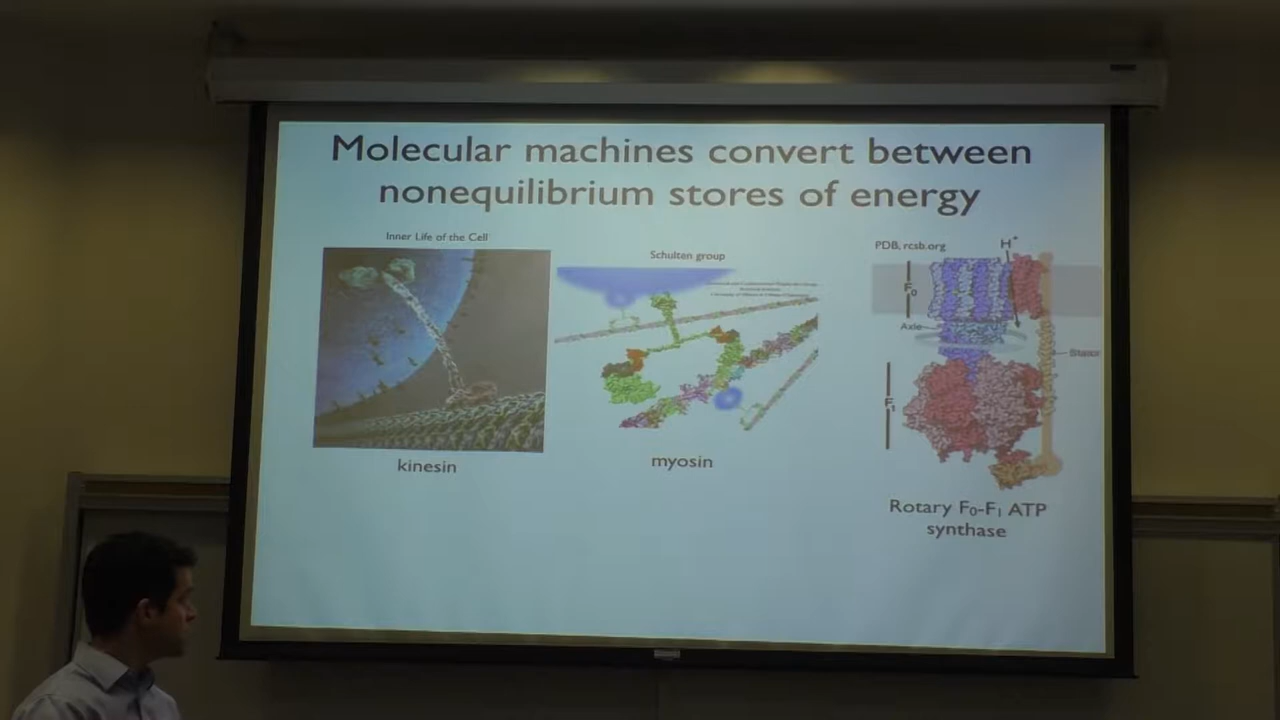 Molecular machines convert between
nonequilibrium stores of energy
Inner Life of the Cell
Schulten group
PDB, rcsb.org
H+
F0
Axle
Stator
F1
kinesin
myosin
Rotary F0-F1 ATP
synthase